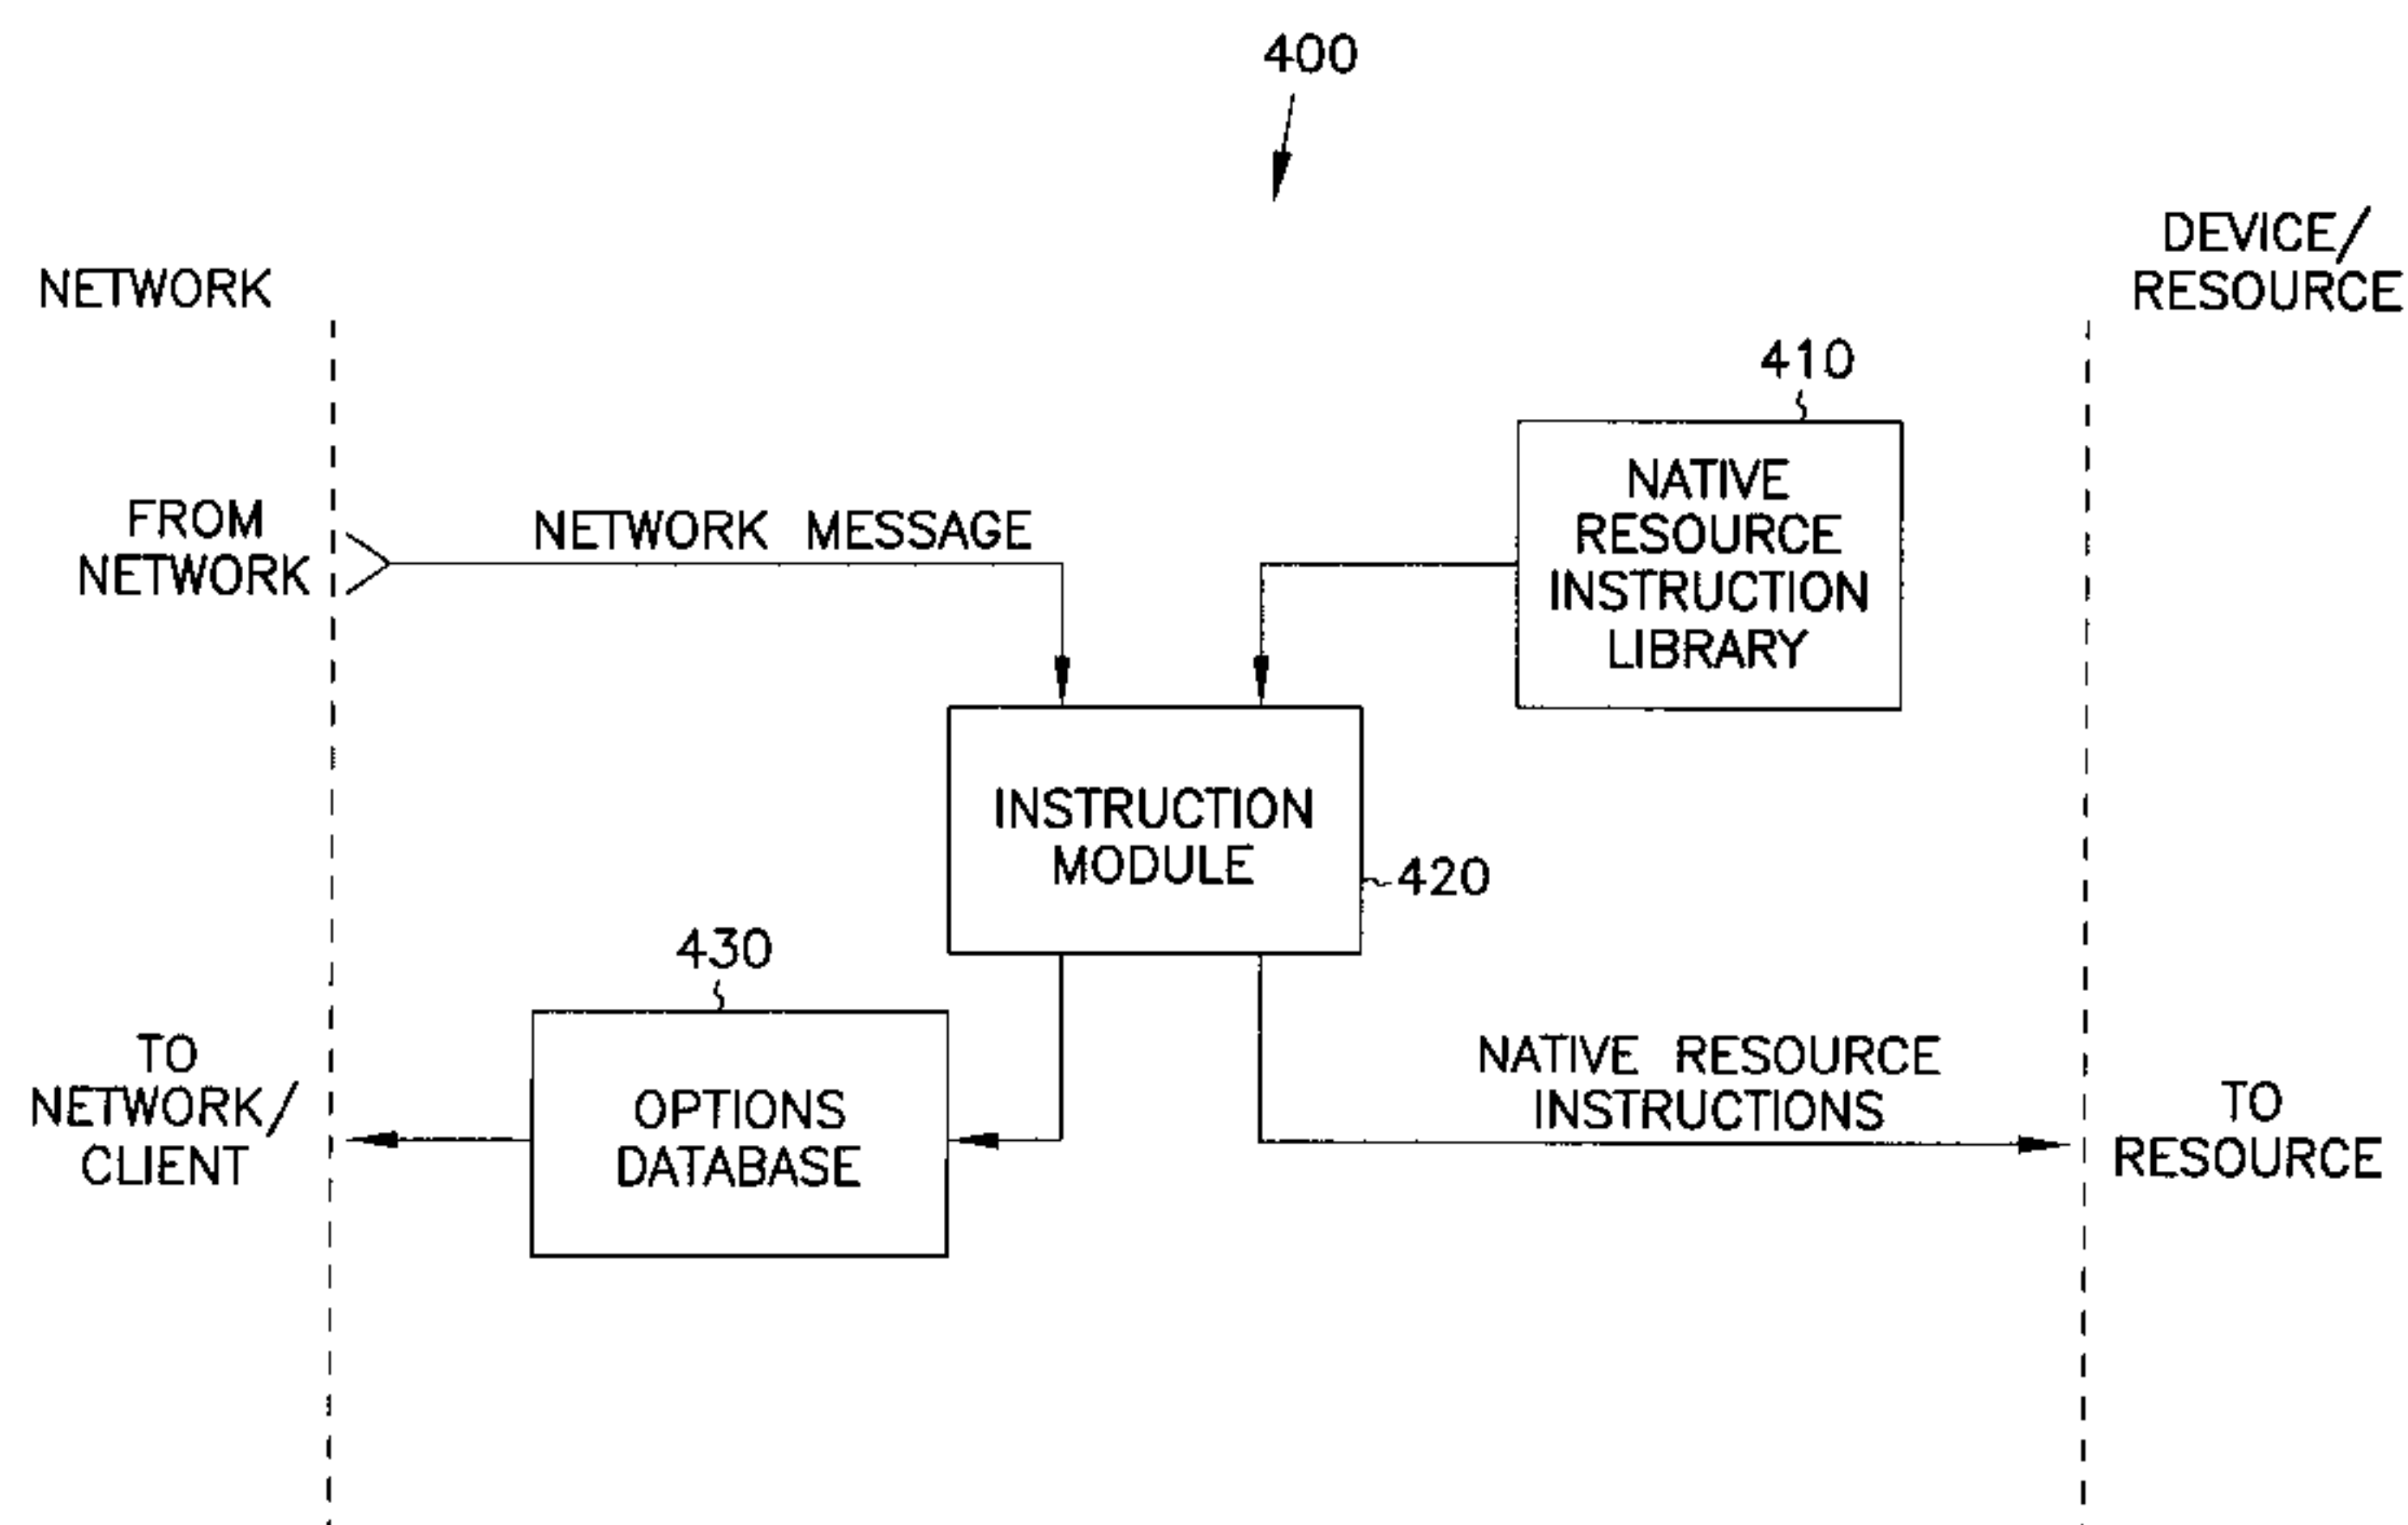 400
DEVICE/
RESOURCE
NETWORK
410
NATIVE
RESOURCE
INSTRUCTION
LIBRARY
FROM
NETWORK
NETWORK MESSAGE
INSTRUCTION
MODULE
420
430
OPTIONS
DATABASE
TO
NETWORK/
CLIENT
NATIVE RESOURCE
INSTRUCTIONS
TO
RESOURCE